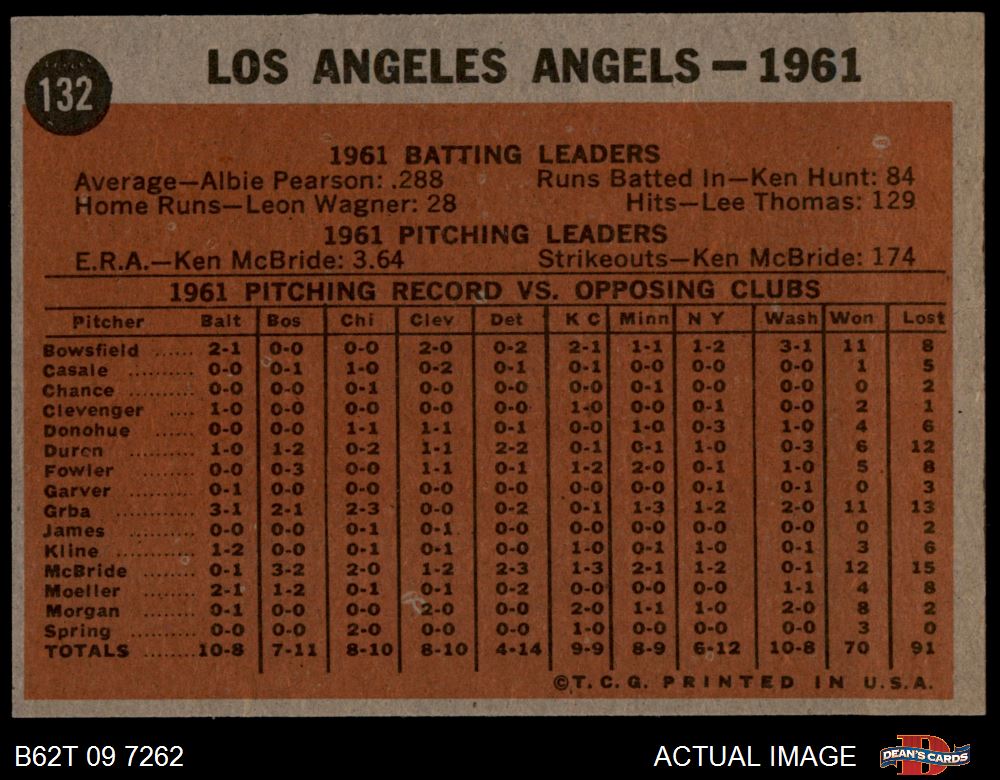 132
LOS ANGELES ANGELS — 1961
1961 BATTING LEADERS
Average—Albie Pearson: .288 Runs Batted In—Ken Hunt: 84
Home Runs—Leon Wagner: 28 Hits—Lee Thomas: 129
1961 PITCHING LEADERS
E.R.A.—Ken McBride: 3.64 Strikeouts—Ken McBride: 174
1961 PITCHING RECORD VS. OPPOSING CLUBS
Pitcher Balt Bos Chi Clev Det K C Minn N Y Wash Won Lost
Bowsfield ...... 2-1 0-0 0-0 2-0 0-2 2-1 1-1 1-2 3-1 11 8
Casale .......... 0-0 0-1 1-0 0-2 0-1 0-1 0-0 0-0 0-0 1 5
Chance ......... 0-0 0-0 0-1 0-0 0-0 0-0 0-1 0-0 0-0 0 2
Clevenger .... 1-0 0-0 0-0 0-0 0-0 1-0 0-0 0-1 0-0 2 1
Donohue ...... 0-0 0-0 1-1 1-1 0-1 0-0 1-0 0-3 1-0 4 6
Duren .......... 1-0 1-2 0-2 1-1 2-2 0-1 0-1 1-0 0-3 6 12
Fowler ......... 0-0 0-3 0-0 1-1 0-1 1-2 2-0 0-1 1-0 5 8
Garver ......... 0-1 0-0 0-0 0-0 0-0 0-0 0-0 0-1 0-1 0 3
Grba ............ 3-1 2-1 2-3 0-0 0-2 0-1 1-3 1-2 2-0 11 13
James .......... 0-0 0-0 0-1 0-1 0-0 0-0 0-0 0-0 0-0 0 2
Kline ............ 1-2 0-0 0-1 0-1 0-0 1-0 0-1 1-0 0-1 3 6
McBride ........ 0-1 3-2 2-0 1-2 2-3 1-3 2-1 1-2 0-1 12 15
Moeller ........ 2-1 1-2 0-1 0-1 0-2 0-0 0-0 0-0 1-1 4 8
Morgan ......... 0-1 0-0 0-0 2-0 0-0 2-0 1-1 1-0 2-0 8 2
Spring .......... 0-0 0-0 2-0 0-0 0-0 1-0 0-0 0-0 0-0 3 0
TOTALS ....... 10-8 7-11 8-10 8-10 4-14 9-9 8-9 6-12 10-8 70 91
©T. C. G. PRINTED IN U.S.A.
B62T 09 7262 ACTUAL IMAGE DEAN'S CARDS